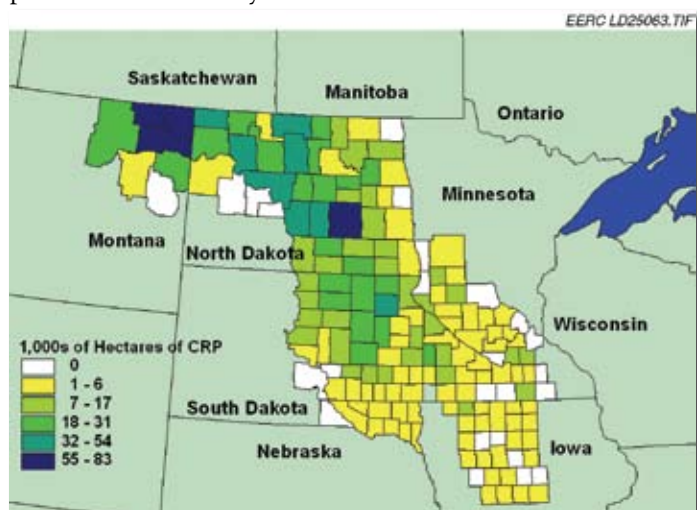 EERC LD25063.TIF
Saskatchewan
Manitoba
Ontario
Minnesota
Montana
North Dakota
Wisconsin
1,000s of Hectares of CRP
0
1 - 6
7 - 17
18 - 31
32 - 54
55 - 83
South Dakota
Nebraska
Iowa